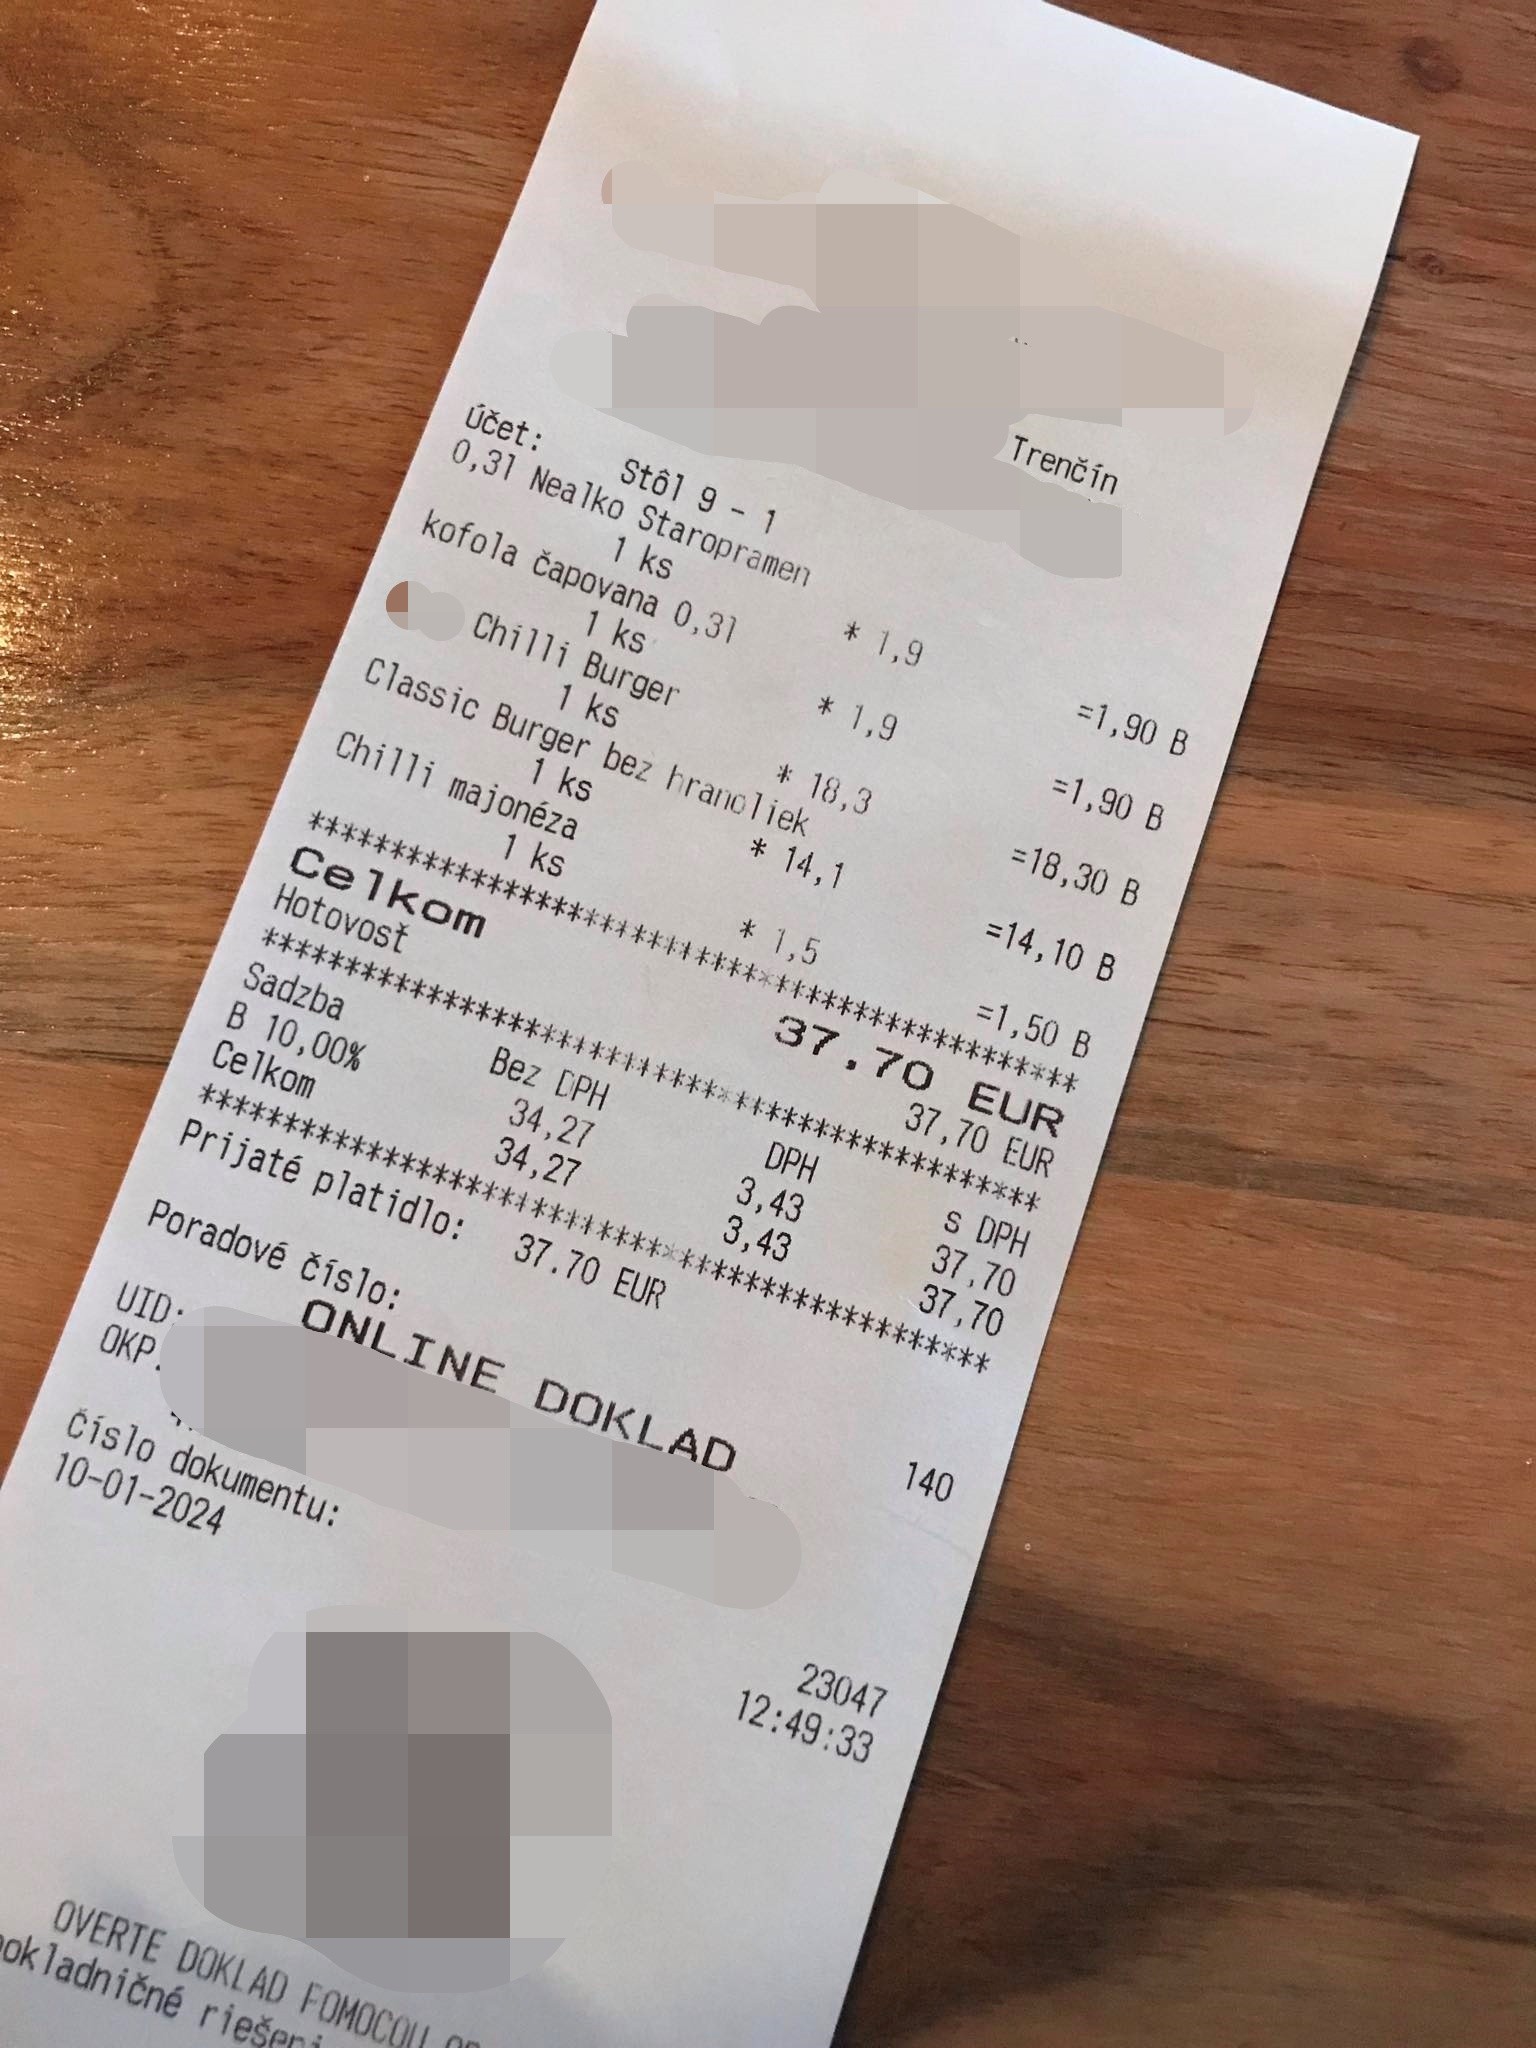 Trenčín
Účet: Stôl 9 - 1
0,3l Nealko Staropramen
1 ks * 1,9 =1,90 B
kofola čapovana 0,3l
1 ks * 1,9 =1,90 B
Chilli Burger
1 ks * 18,3 =18,30 B
Classic Burger bez hranoliek
1 ks * 14,1 =14,10 B
Chilli majonéza
1 ks * 1,5 =1,50 B
Celkom 37.70 EUR
Hotovosť 37,70 EUR
Sadzba Bez DPH DPH s DPH
B 10,00% 34,27 3,43 37,70
Celkom 34,27 3,43 37,70
Prijaté platidlo: 37.70 EUR
Poradové číslo: 140
ONLINE DOKLAD
UID:
OKP:
Číslo dokumentu: 23047
10-01-2024 12:49:33
OVERTE DOKLAD POMOCOU